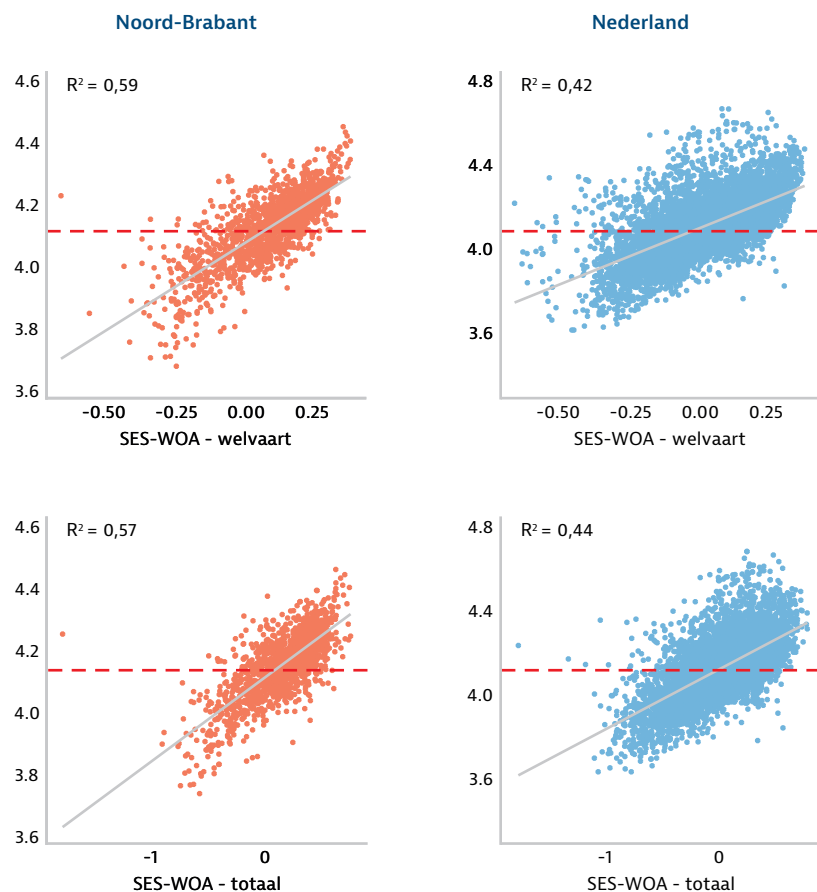 Noord-Brabant
Nederland
R² = 0,59
4.6
4.4
4.2
4.0
3.8
3.6
-0.50 -0.25 0.00 0.25
SES-WOA - welvaart
R² = 0,42
4.8
4.4
4.0
3.6
-0.50 -0.25 0.00 0.25
SES-WOA - welvaart
R² = 0,57
4.6
4.4
4.2
4.0
3.8
3.6
-1 0
SES-WOA - totaal
R² = 0,44
4.8
4.4
4.0
3.6
-1 0
SES-WOA - totaal